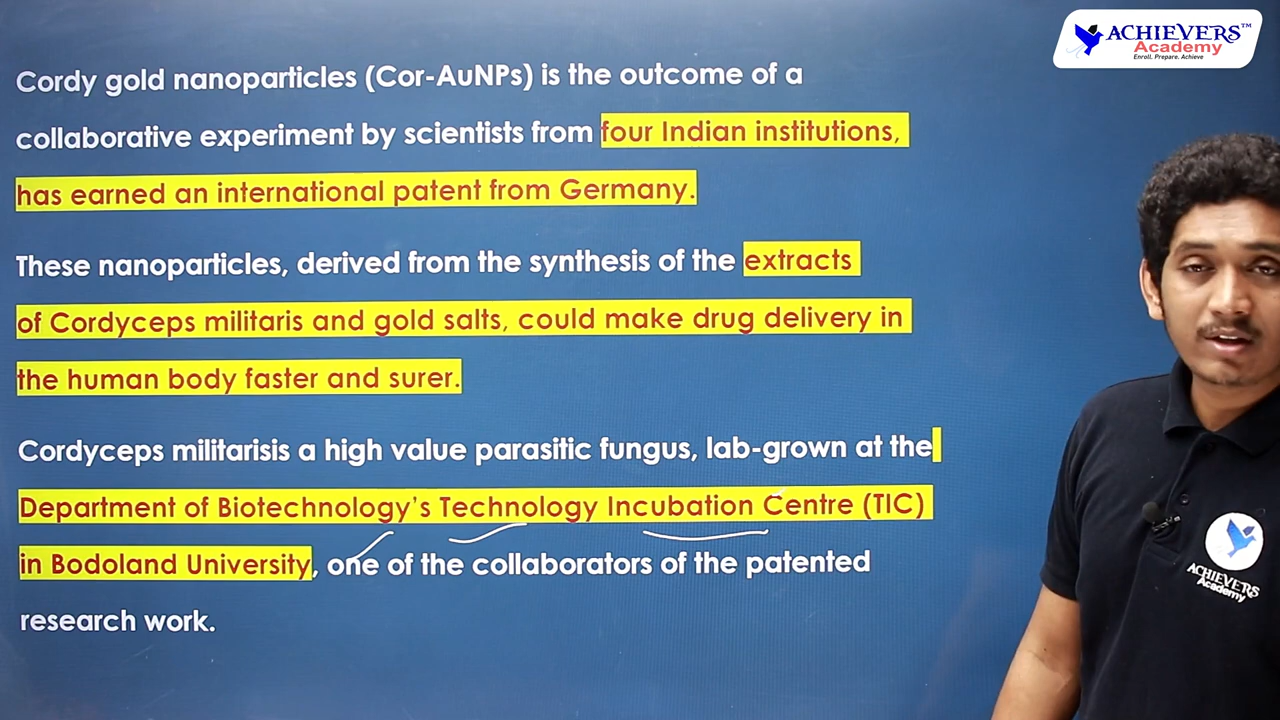 ACHIEVERS™
Academy
Enroll. Prepare. Achieve
Cordy gold nanoparticles (Cor-AuNPs) is the outcome of a
collaborative experiment by scientists from four Indian institutions,
has earned an international patent from Germany.
These nanoparticles, derived from the synthesis of the extracts
of Cordyceps militaris and gold salts, could make drug delivery in
the human body faster and surer.
Cordyceps militarisis a high value parasitic fungus, lab-grown at the
Department of Biotechnology’s Technology Incubation Centre (TIC)
in Bodoland University, one of the collaborators of the patented
research work.
ACHIEVERS
Academy